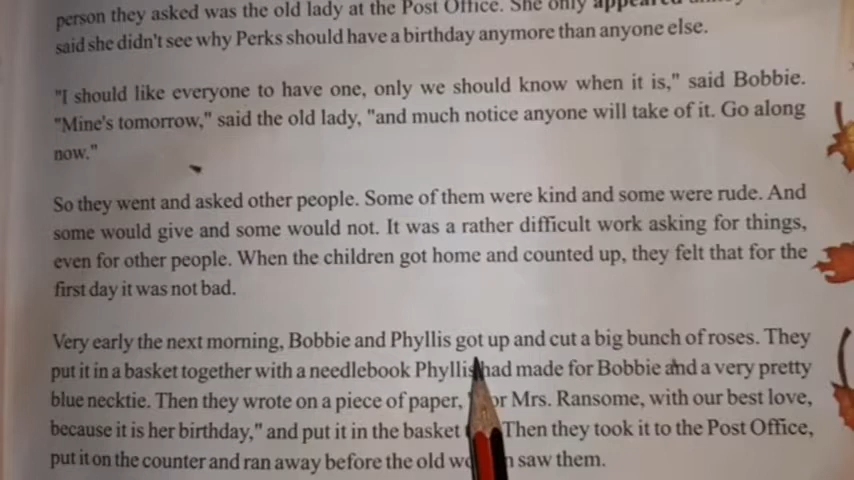 person they asked was the old lady at the Post Office. She only appeared
said she didn't see why Perks should have a birthday anymore than anyone else.
"I should like everyone to have one, only we should know when it is," said Bobbie.
"Mine's tomorrow," said the old lady, "and much notice anyone will take of it. Go along
now."
So they went and asked other people. Some of them were kind and some were rude. And
some would give and some would not. It was a rather difficult work asking for things,
even for other people. When the children got home and counted up, they felt that for the
first day it was not bad.
Very early the next morning, Bobbie and Phyllis got up and cut a big bunch of roses. They
put it in a basket together with a needlebook Phyllis had made for Bobbie and a very pretty
blue necktie. Then they wrote on a piece of paper, Mrs. Ransome, with our best love,
because it is her birthday," and put it in the basket Then they took it to the Post Office,
put it on the counter and ran away before the old saw them.